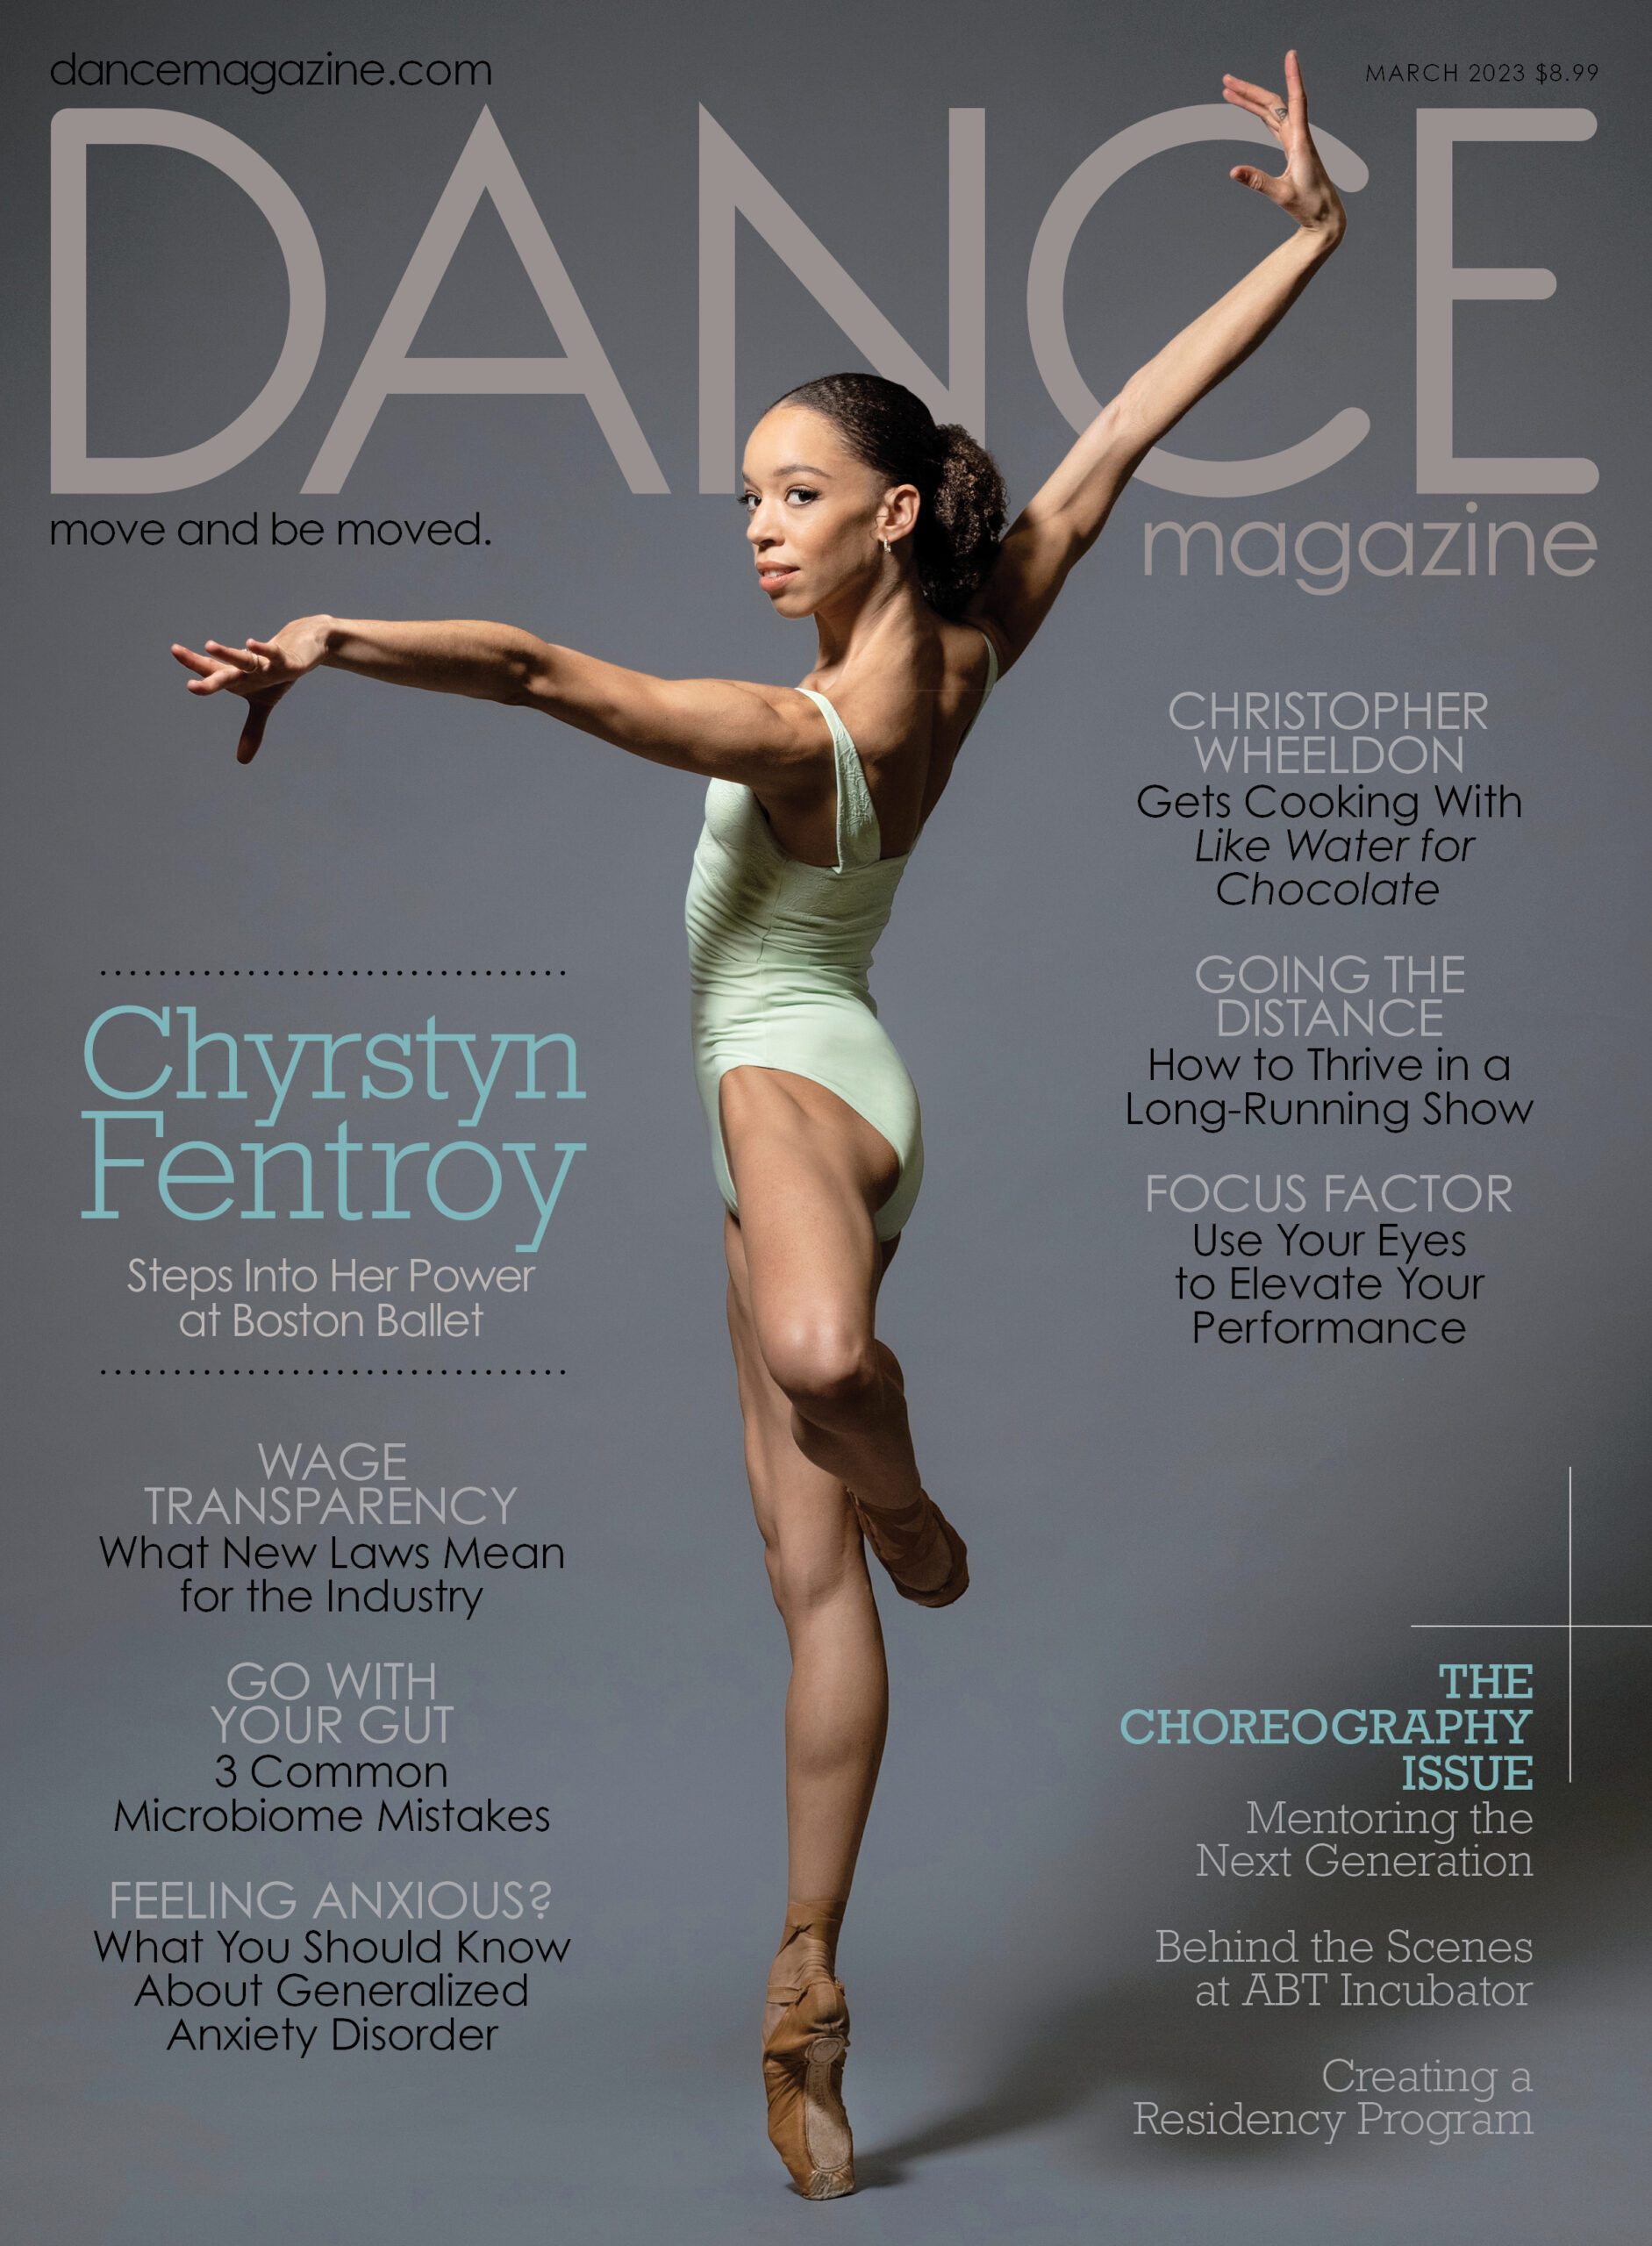 dancemagazine.com
MARCH 2023 $8.99
DANCE
move and be moved.
magazine
CHRISTOPHER
WHEELDON
Gets Cooking With
Like Water for
Chocolate
GOING THE
DISTANCE
How to Thrive in a
Long-Running Show
FOCUS FACTOR
Use Your Eyes
to Elevate Your
Performance
Chyrstyn
Fentroy
Steps Into Her Power
at Boston Ballet
WAGE
TRANSPARENCY
What New Laws Mean
for the Industry
GO WITH
YOUR GUT
3 Common
Microbiome Mistakes
FEELING ANXIOUS?
What You Should Know
About Generalized
Anxiety Disorder
THE
CHOREOGRAPHY
ISSUE
Mentoring the
Next Generation
Behind the Scenes
at ABT Incubator
Creating a
Residency Program